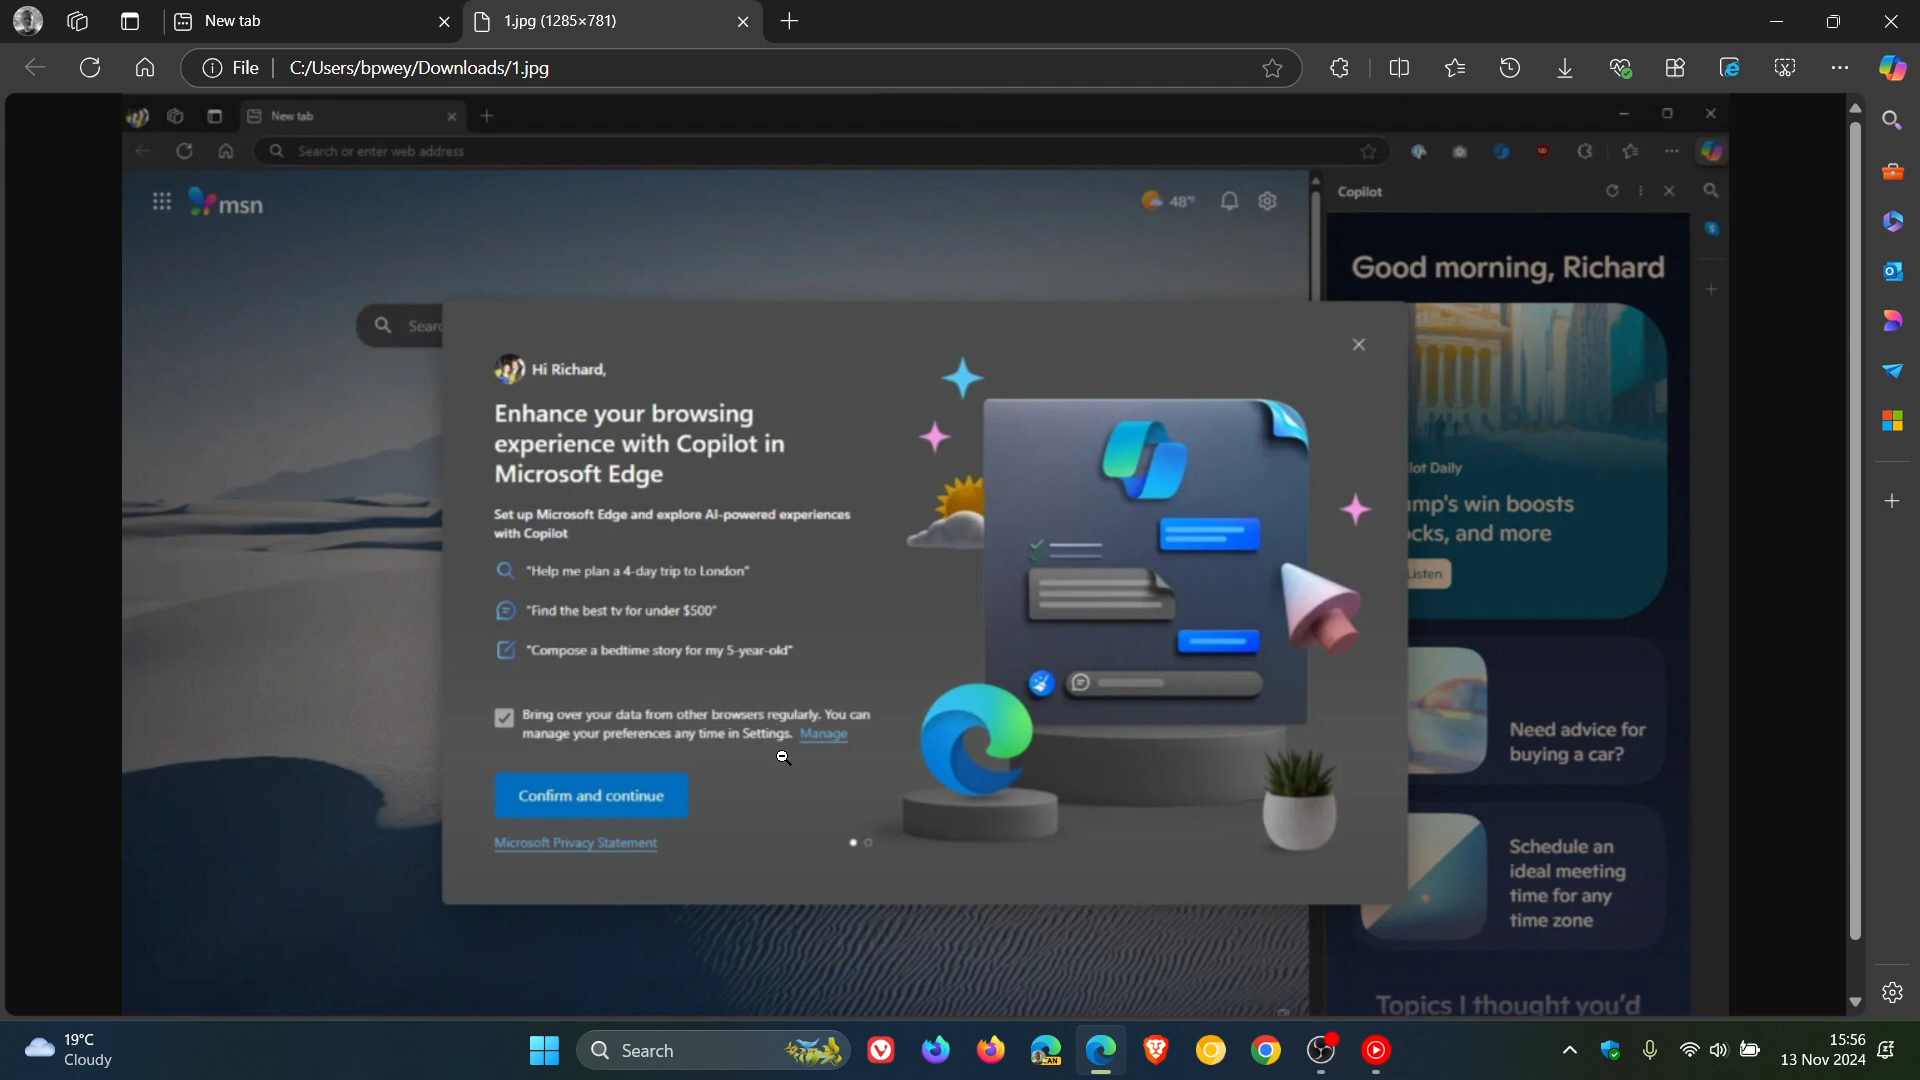 New tab
1.jpg (1285×781)
File
C:/Users/bpwey/Downloads/1.jpg
New tab
Search or enter web address
msn
48°F
Copilot
Good morning, Richard
Sear
Hi Richard,
Enhance your browsing
experience with Copilot in
Microsoft Edge
Set up Microsoft Edge and explore AI-powered experiences
with Copilot
"Help me plan a 4-day trip to London"
"Find the best tv for under $500"
"Compose a bedtime story for my 5-year-old"
Bring over your data from other browsers regularly. You can
manage your preferences any time in Settings. Manage
Confirm and continue
Microsoft Privacy Statement
lot Daily
ump's win boosts
ocks, and more
Listen
Need advice for
buying a car?
Schedule an
ideal meeting
time for any
time zone
Topics I thought you'd
19°C
Cloudy
Search
CAN
15:56
13 Nov 2024